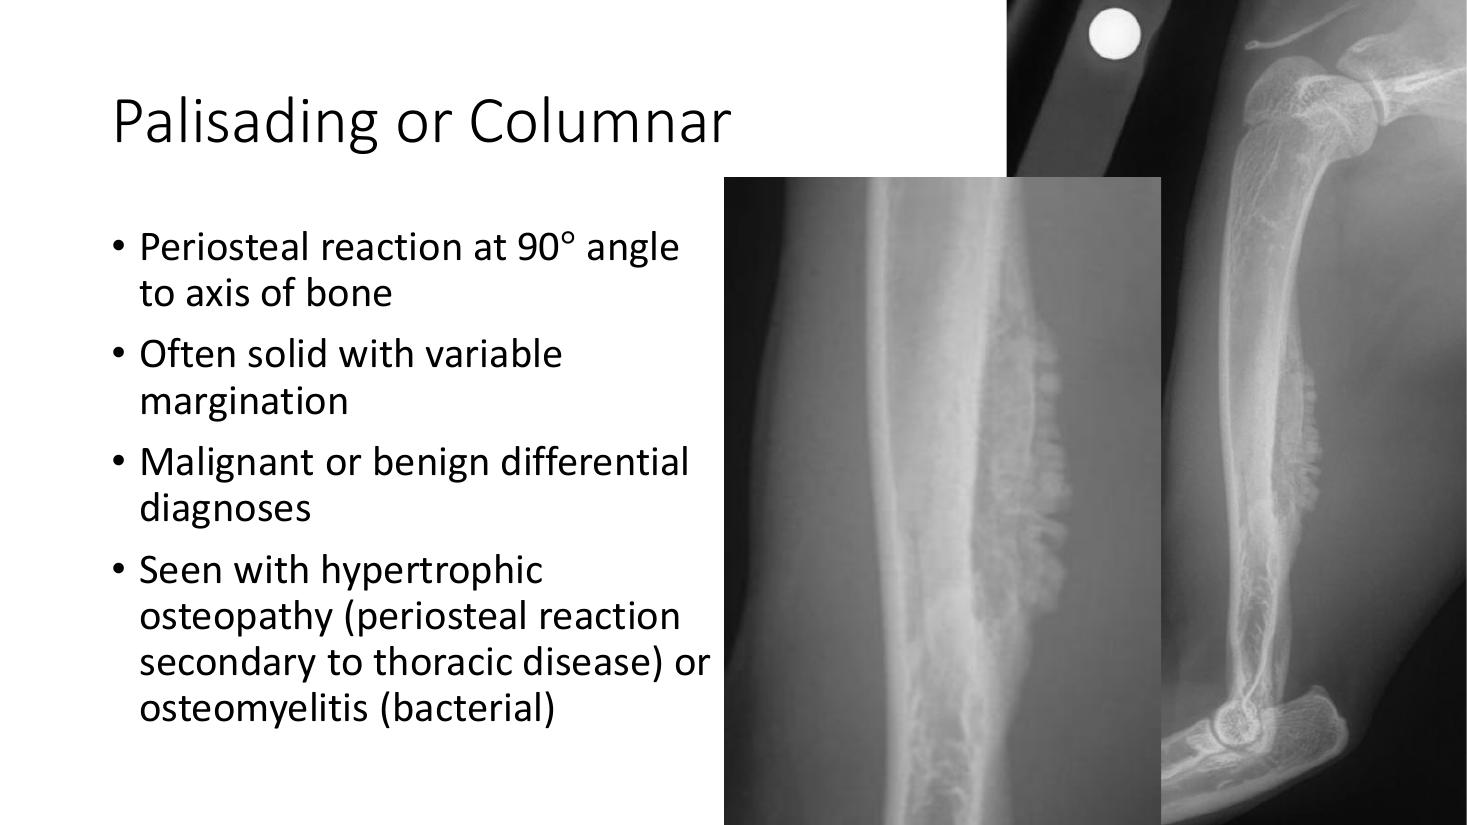 Palisading or Columnar
• Periosteal reaction at 90° angle
to axis of bone
• Often solid with variable
margination
• Malignant or benign differential
diagnoses
• Seen with hypertrophic
osteopathy (periosteal reaction
secondary to thoracic disease) or
osteomyelitis (bacterial)